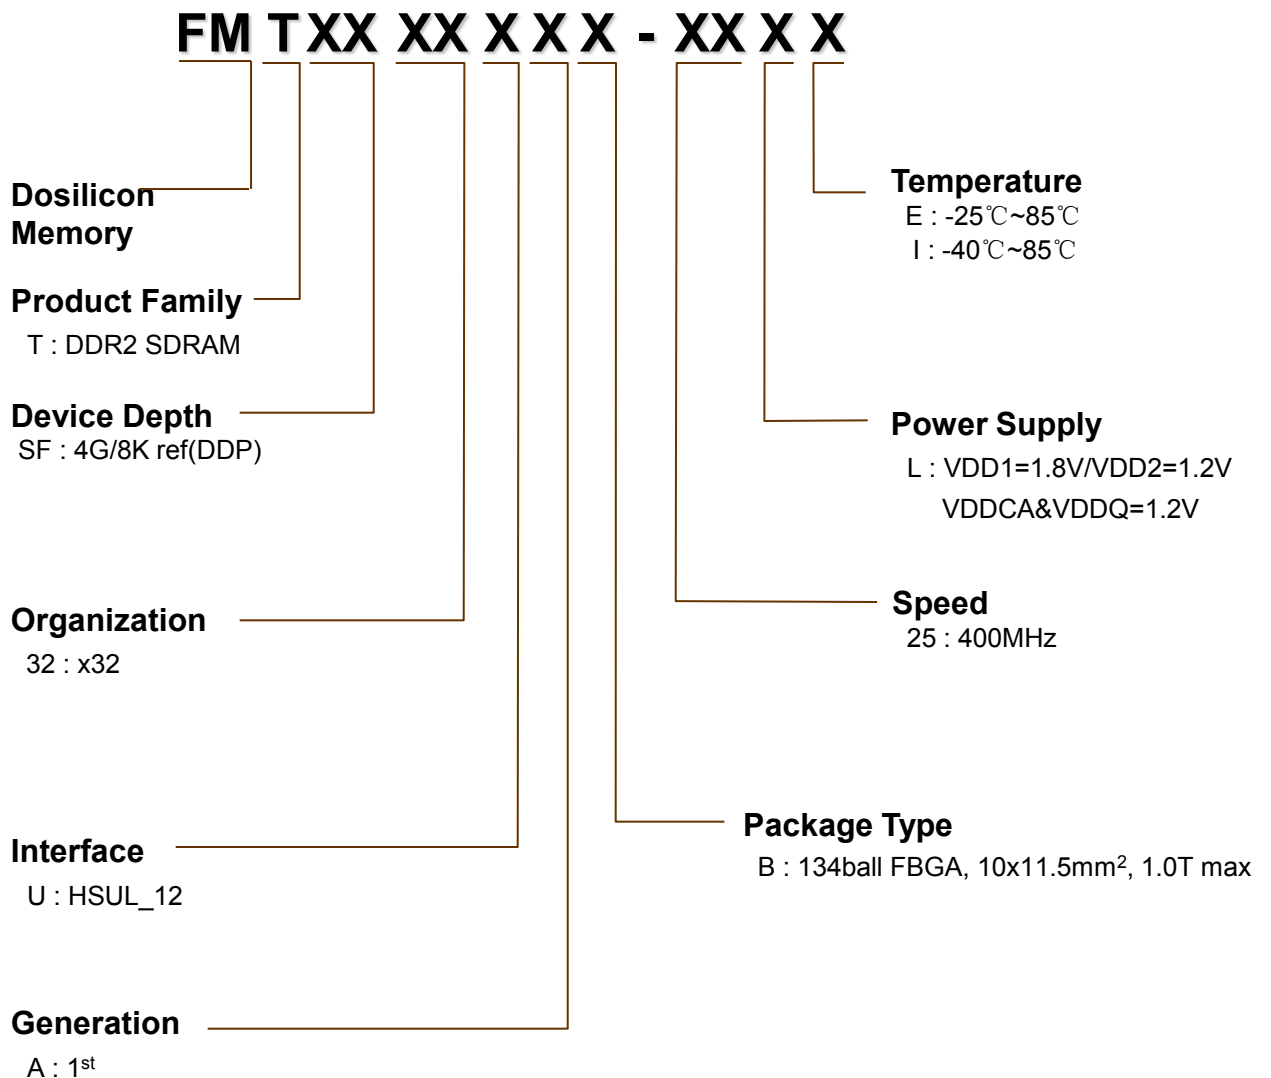 FM T XX XX X X X - XX X X
Dosilicon
Memory
Product Family
T : DDR2 SDRAM
Device Depth
SF : 4G/8K ref(DDP)
Organization
32 : x32
Interface
U : HSUL_12
Generation
A : 1st
Temperature
E : -25℃~85℃
I : -40℃~85℃
Power Supply
L : VDD1=1.8V/VDD2=1.2V
VDDCA&VDDQ=1.2V
Speed
25 : 400MHz
Package Type
B : 134ball FBGA, 10x11.5mm², 1.0T max